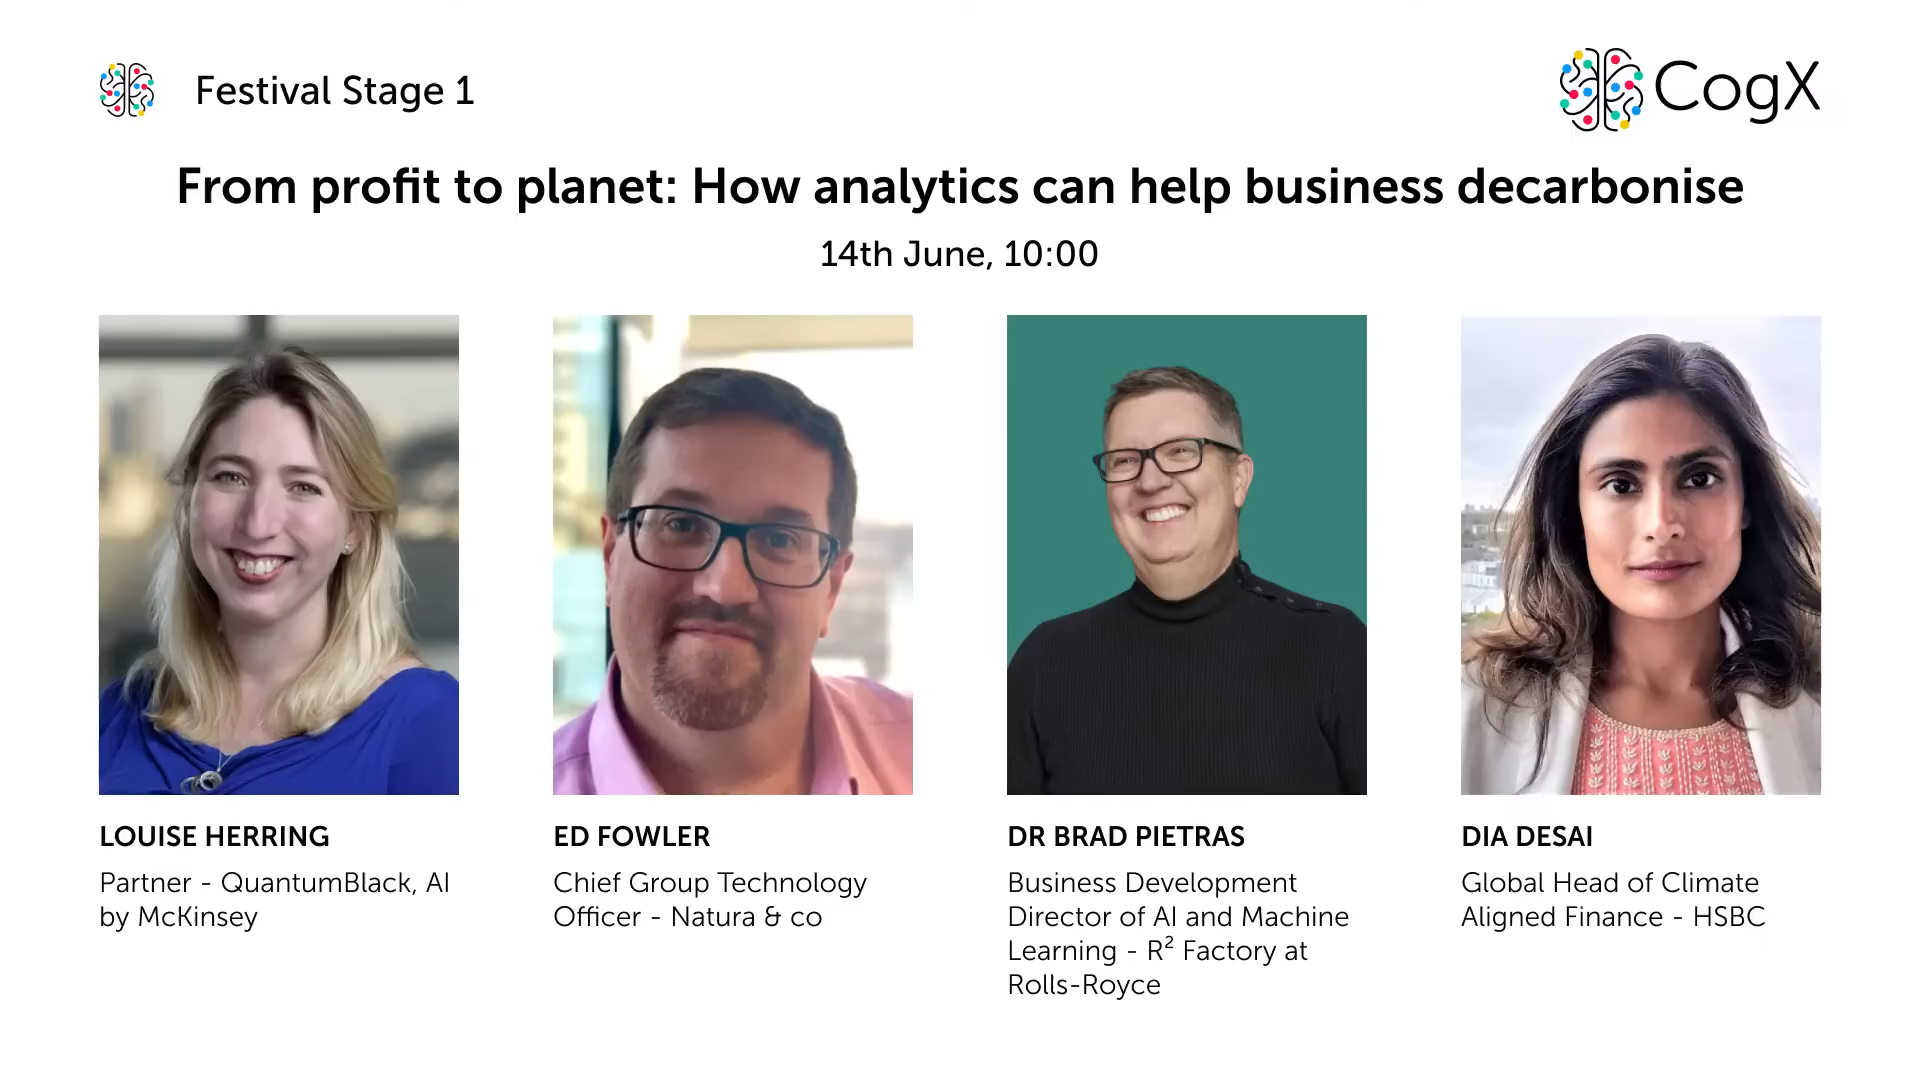 Festival Stage 1
CogX
From profit to planet: How analytics can help business decarbonise
14th June, 10:00
LOUISE HERRING
Partner - QuantumBlack, AI
by McKinsey
ED FOWLER
Chief Group Technology
Officer - Natura & co
DR BRAD PIETRAS
Business Development
Director of AI and Machine
Learning - R² Factory at
Rolls-Royce
DIA DESAI
Global Head of Climate
Aligned Finance - HSBC